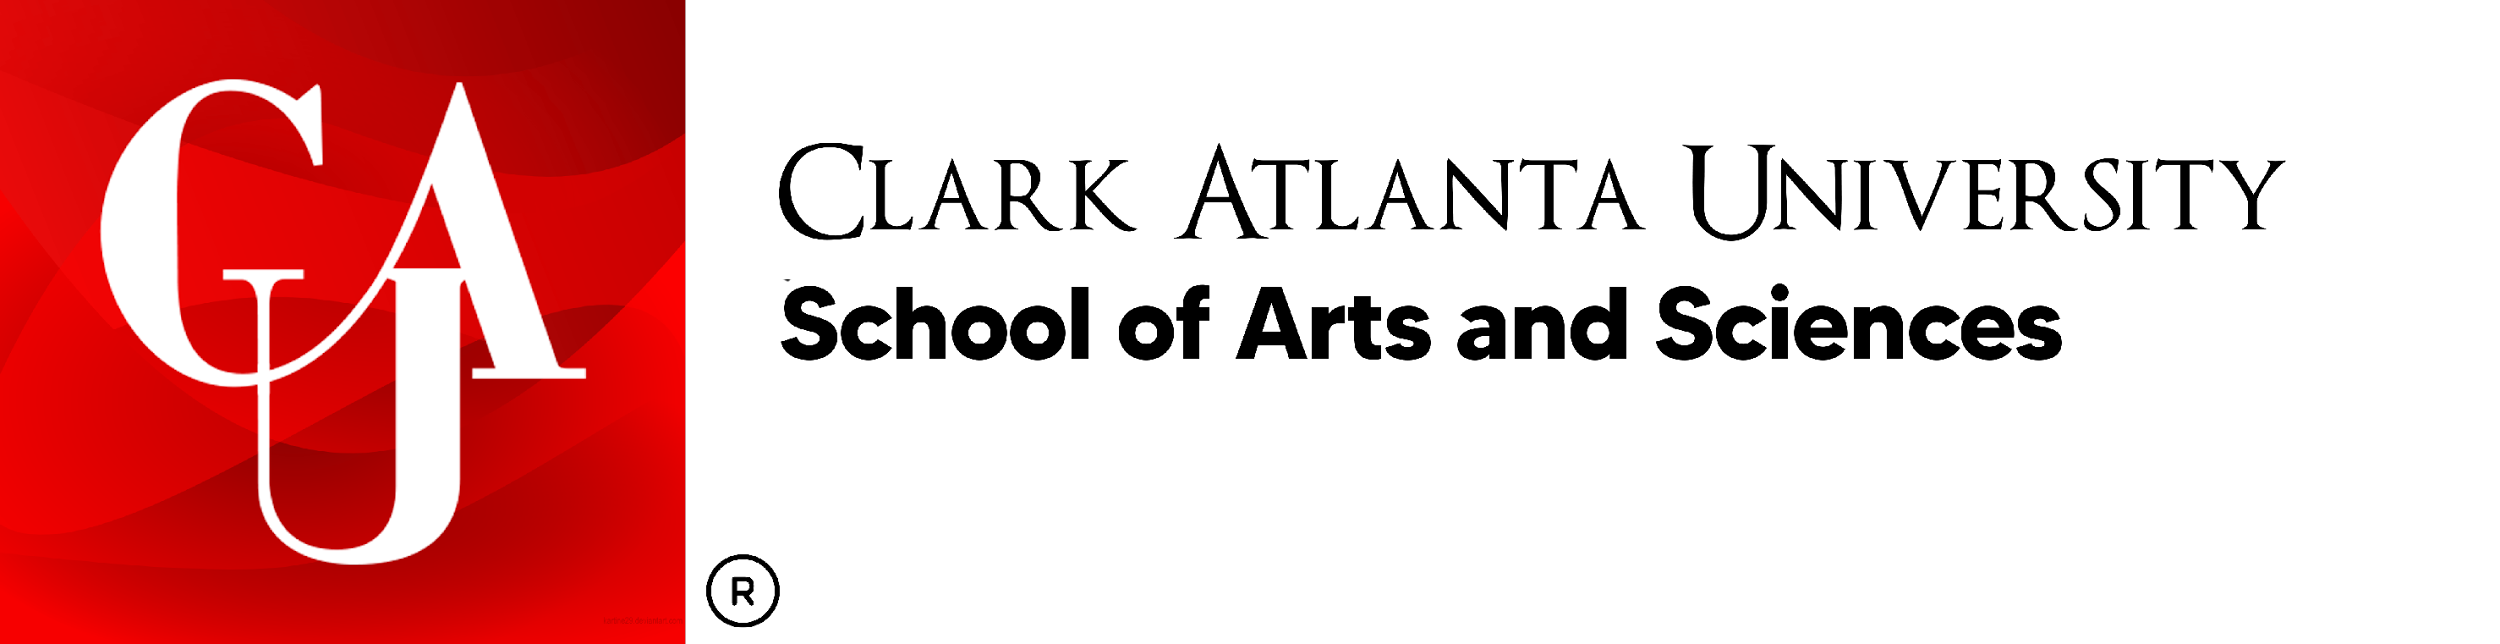 CAU
CLARK ATLANTA UNIVERSITY
School of Arts and Sciences
®